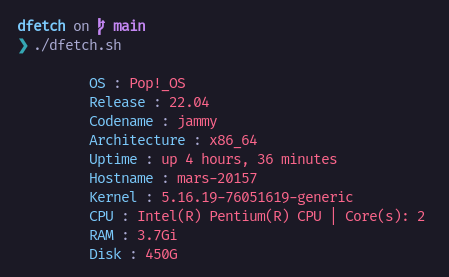 dfetch on  main
❯ ./dfetch.sh
OS : Pop!_OS
Release : 22.04
Codename : jammy
Architecture : x86_64
Uptime : up 4 hours, 36 minutes
Hostname : mars-20157
Kernel : 5.16.19-76051619-generic
CPU : Intel(R) Pentium(R) CPU | Core(s): 2
RAM : 3.7Gi
Disk : 450G